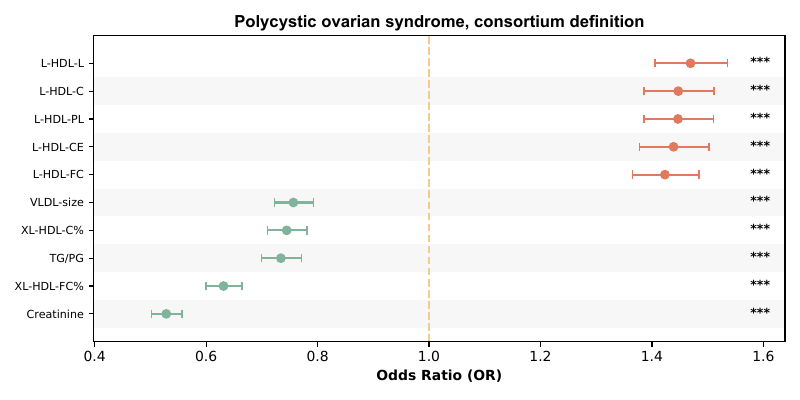 Polycystic ovarian syndrome, consortium definition
L-HDL-L ***
L-HDL-C ***
L-HDL-PL ***
L-HDL-CE ***
L-HDL-FC ***
VLDL-size ***
XL-HDL-C% ***
TG/PG ***
XL-HDL-FC% ***
Creatinine ***
0.4 0.6 0.8 1.0 1.2 1.4 1.6
Odds Ratio (OR)